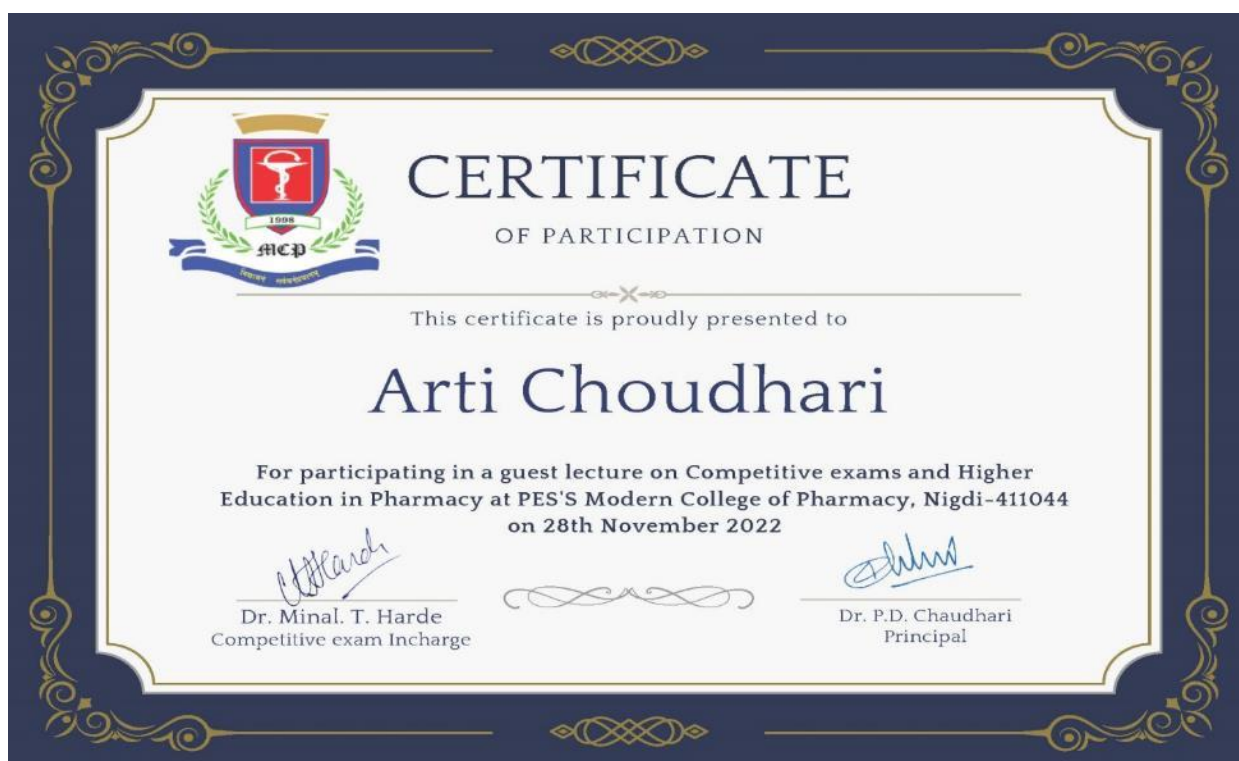 1998
MCP
CERTIFICATE
OF PARTICIPATION
This certificate is proudly presented to
Arti Choudhari
For participating in a guest lecture on Competitive exams and Higher
Education in Pharmacy at PES'S Modern College of Pharmacy, Nigdi-411044
on 28th November 2022
Dr. Minal. T. Harde
Competitive exam Incharge
Dr. P.D. Chaudhari
Principal